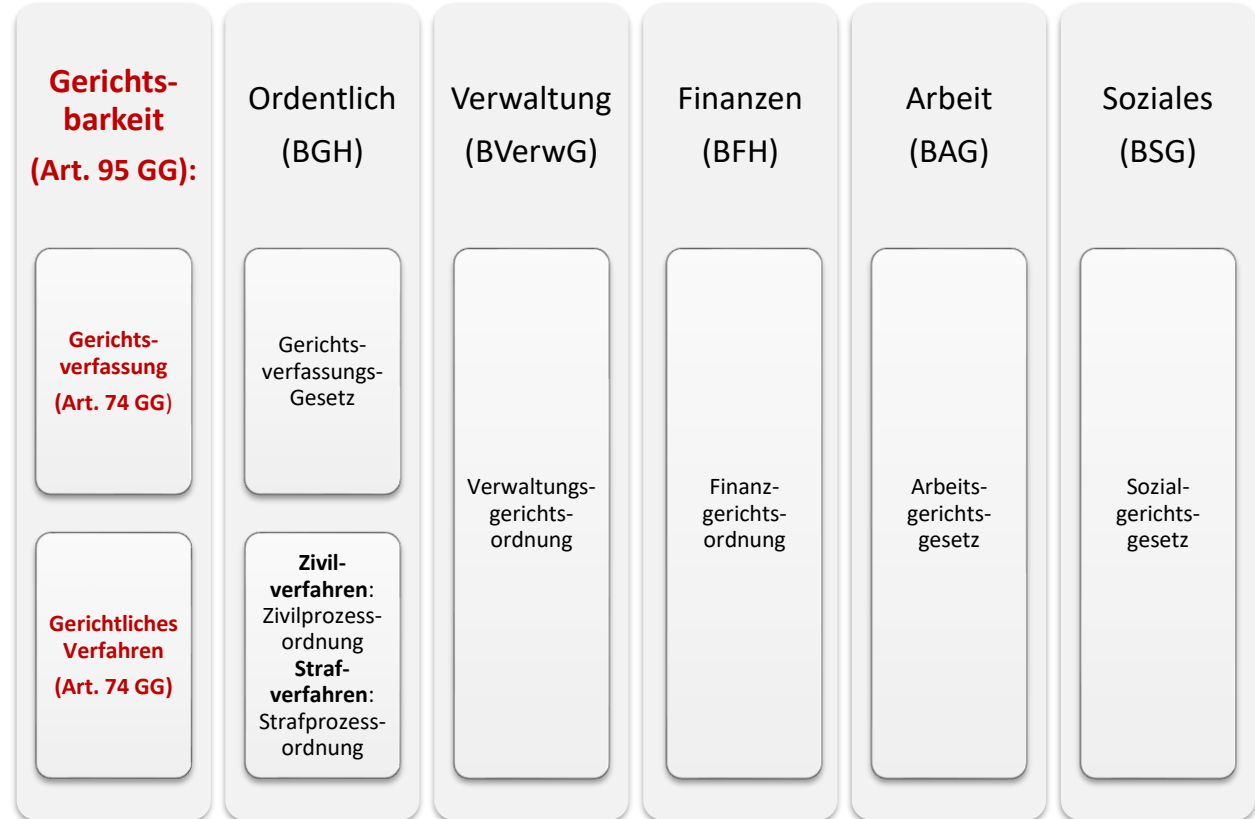 Gerichts-
barkeit
(Art. 95 GG):
Gerichts-
verfassung
(Art. 74 GG)
Gerichtliches
Verfahren
(Art. 74 GG)
Ordentlich
(BGH)
Gerichts-
verfassungs-
Gesetz
Zivil-
verfahren:
Zivilprozess-
ordnung
Straf-
verfahren:
Strafprozess-
ordnung
Verwaltung
(BVerwG)
Verwaltungs-
gerichts-
ordnung
Finanzen
(BFH)
Finanz-
gerichts-
ordnung
Arbeit
(BAG)
Arbeits-
gerichts-
gesetz
Soziales
(BSG)
Sozial-
gerichts-
gesetz